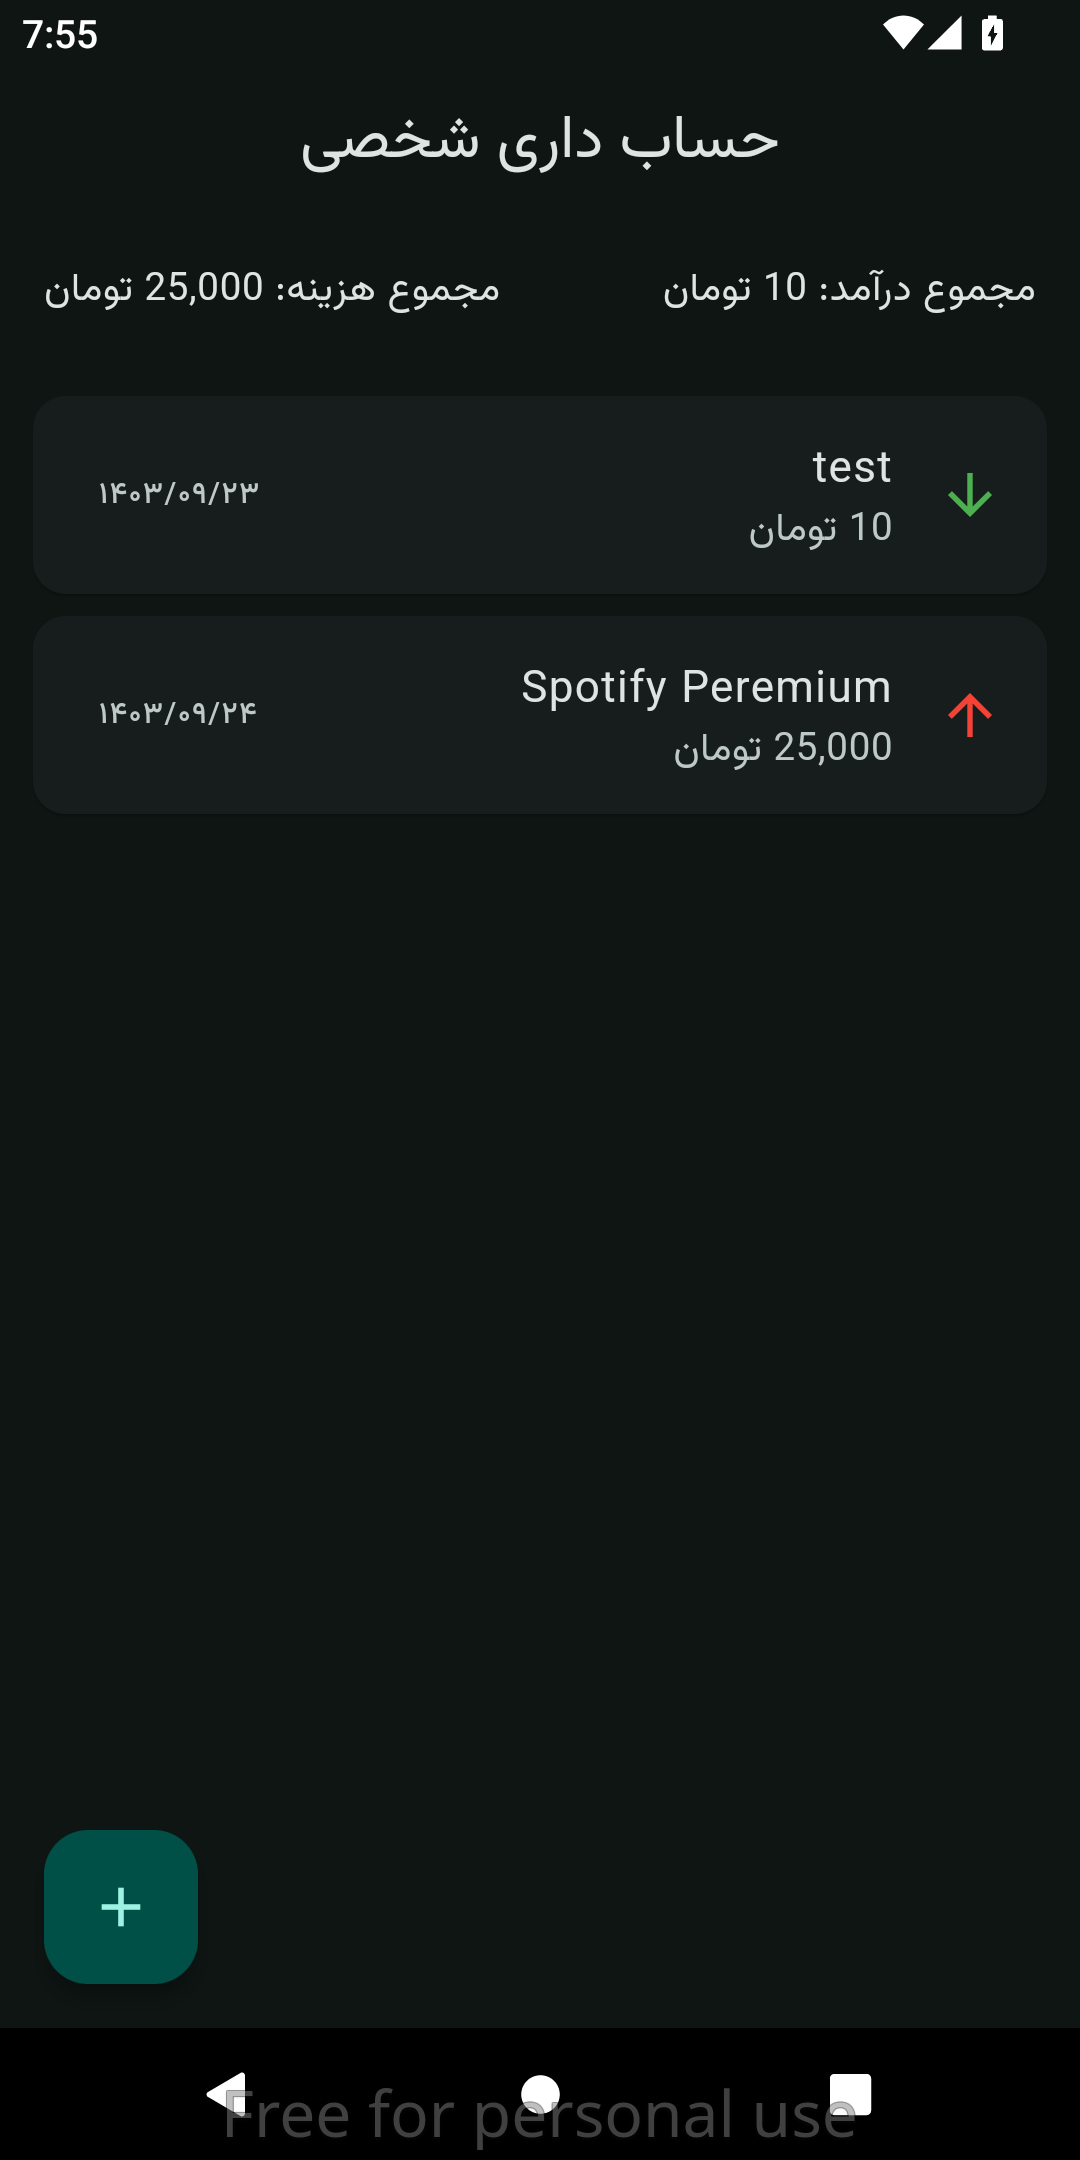 7:55
حساب داری شخصی
مجموع درآمد: 10 تومان
مجموع هزینه: 25,000 تومان
test
10 تومان
۱۴۰۳/۰۹/۲۳
Spotify Peremium
25,000 تومان
۱۴۰۳/۰۹/۲۴
Free for personal use